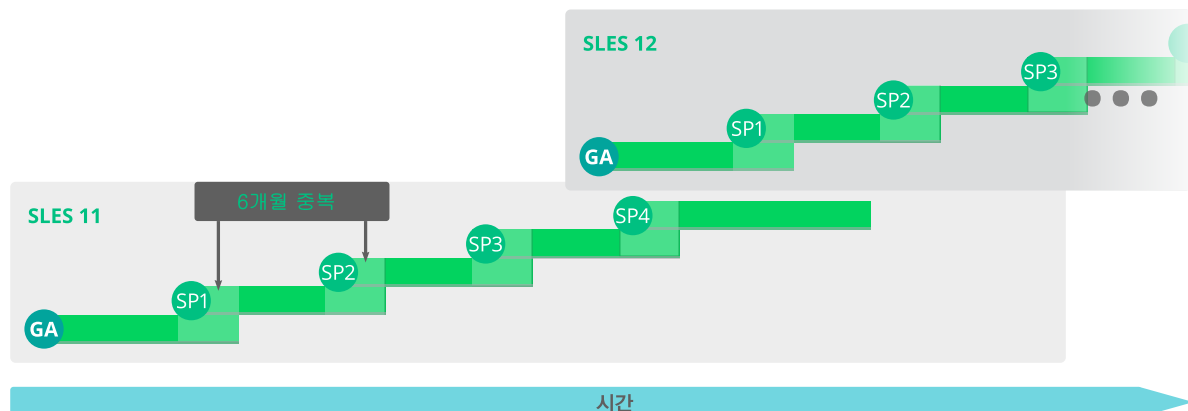 SLES 12
SP3
SP2
SP1
GA
6개월 중복
SLES 11
SP4
SP3
SP2
SP1
GA
시간